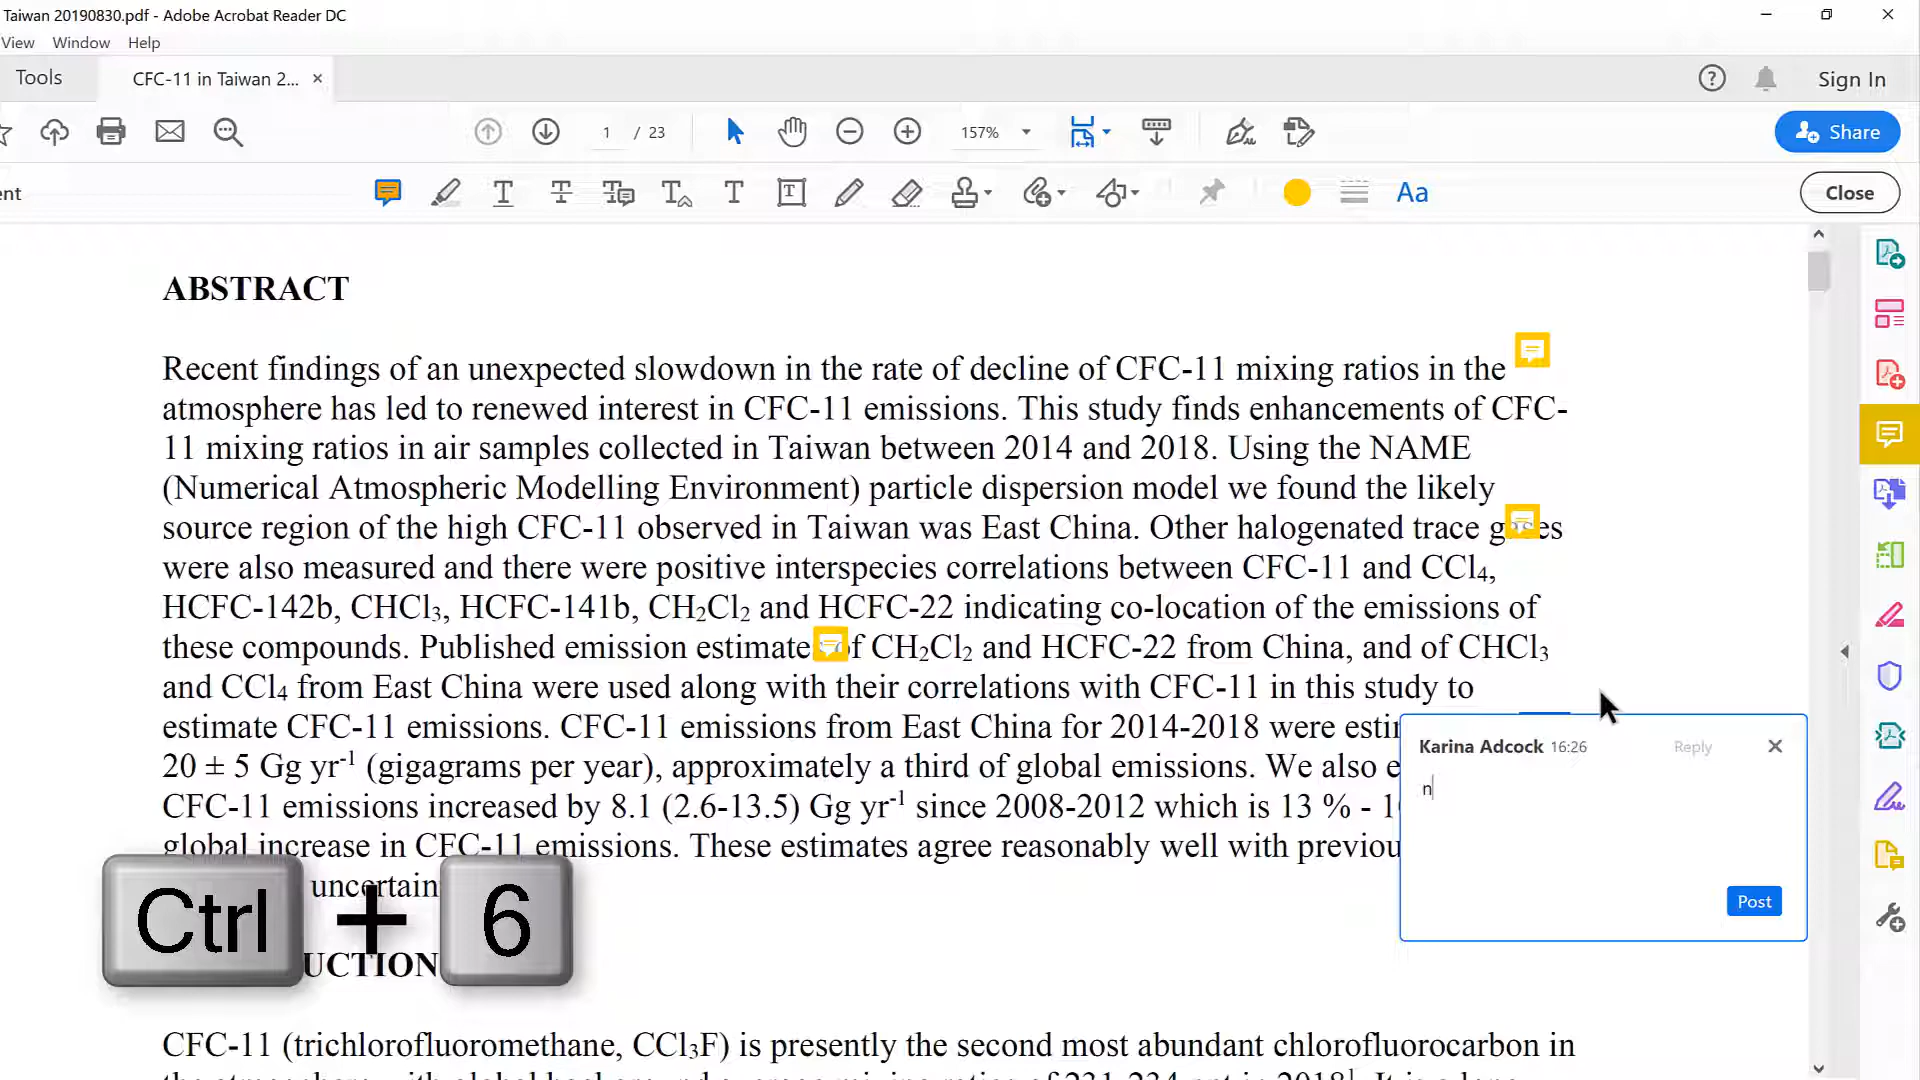 Taiwan 20190830.pdf - Adobe Acrobat Reader DC
View Window Help
Tools CFC-11 in Taiwan 2... Sign In
1 / 23 157% Share
ent Aa Close
ABSTRACT
Recent findings of an unexpected slowdown in the rate of decline of CFC-11 mixing ratios in the
atmosphere has led to renewed interest in CFC-11 emissions. This study finds enhancements of CFC-
11 mixing ratios in air samples collected in Taiwan between 2014 and 2018. Using the NAME
(Numerical Atmospheric Modelling Environment) particle dispersion model we found the likely
source region of the high CFC-11 observed in Taiwan was East China. Other halogenated trace gases
were also measured and there were positive interspecies correlations between CFC-11 and CCl₄,
HCFC-142b, CHCl₃, HCFC-141b, CH₂Cl₂ and HCFC-22 indicating co-location of the emissions of
these compounds. Published emission estimates of CH₂Cl₂ and HCFC-22 from China, and of CHCl₃
and CCl₄ from East China were used along with their correlations with CFC-11 in this study to
estimate CFC-11 emissions. CFC-11 emissions from East China for 2014-2018 were estim
20 ± 5 Gg yr⁻¹ (gigagrams per year), approximately a third of global emissions. We also e
CFC-11 emissions increased by 8.1 (2.6-13.5) Gg yr⁻¹ since 2008-2012 which is 13 % - 1
global increase in CFC-11 emissions. These estimates agree reasonably well with previou
uncertain
Karina Adcock 16:26 Reply
n
Post
Ctrl + 6
UCTION
CFC-11 (trichlorofluoromethane, CCl₃F) is presently the second most abundant chlorofluorocarbon in